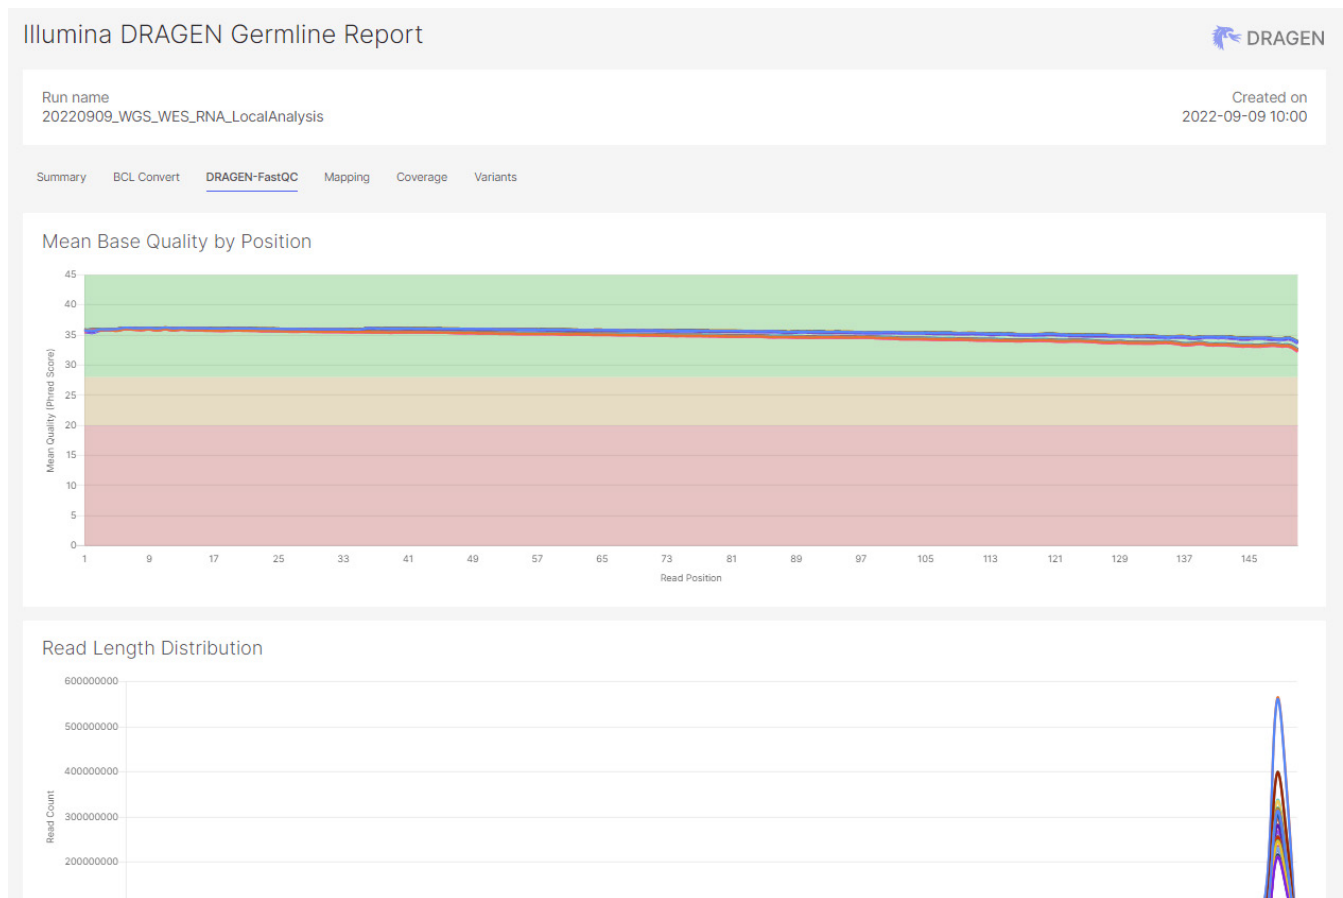 Illumina DRAGEN Germline Report
DRAGEN
Run name
20220909_WGS_WES_RNA_LocalAnalysis
Created on
2022-09-09 10:00
Summary BCL Convert DRAGEN-FastQC Mapping Coverage Variants
Mean Base Quality by Position
Mean Quality (Phred Score)
45
40
35
30
25
20
15
10
5
0
1 9 17 25 33 41 49 57 65 73 81 89 97 105 113 121 129 137 145
Read Position
Read Length Distribution
Read Count
600000000
500000000
400000000
300000000
200000000